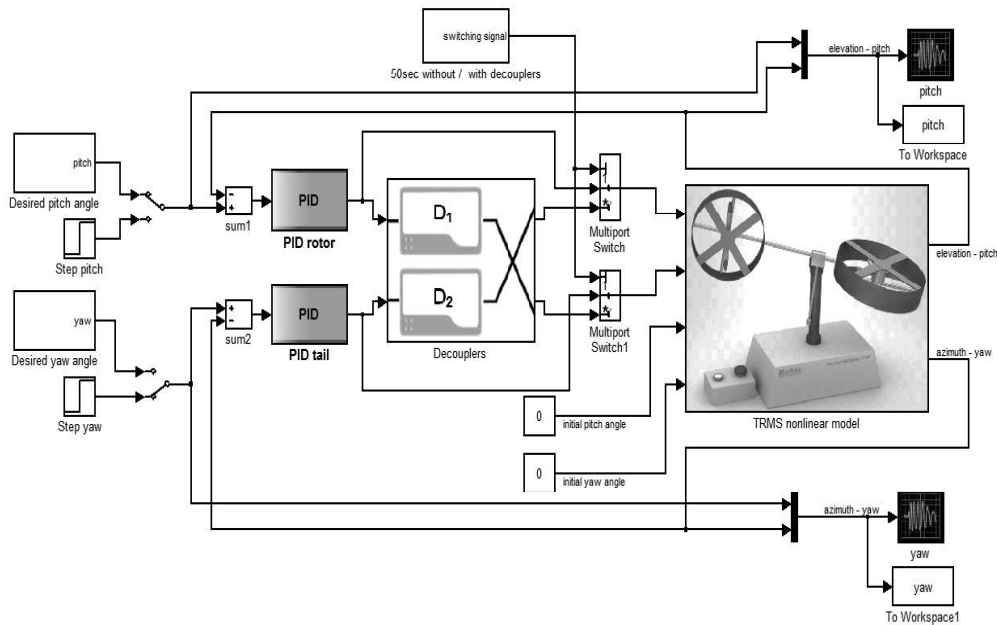 switching signal
50sec without / with decouplers
elevation - pitch
pitch
pitch
To Workspace
pitch
Desired pitch angle
Step pitch
sum1
PID
PID rotor
D1
D2
Decouplers
Multiport
Switch
Multiport
Switch1
yaw
Desired yaw angle
Step yaw
sum2
PID
PID tail
0
initial pitch angle
0
initial yaw angle
TRMS nonlinear model
elevation - pitch
azimuth - yaw
azimuth - yaw
yaw
yaw
To Workspace1